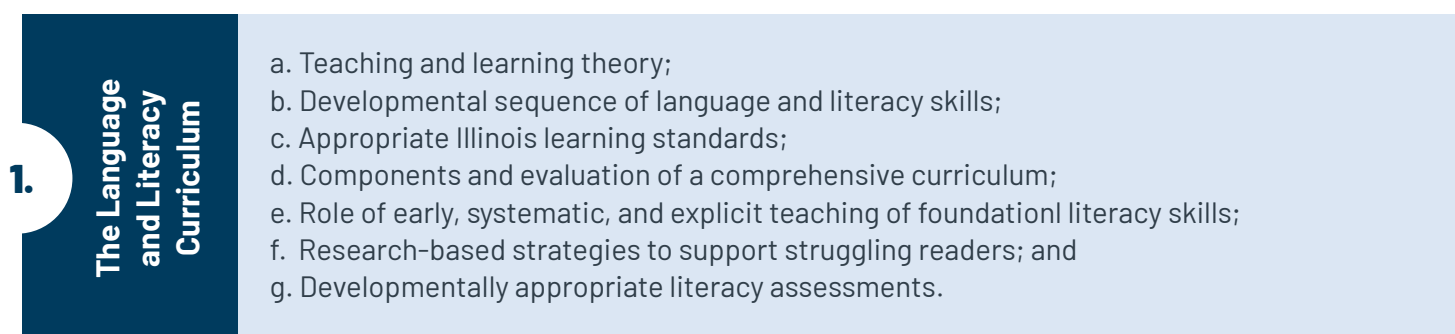 1.
The Language
and Literacy
Curriculum
a. Teaching and learning theory;
b. Developmental sequence of language and literacy skills;
c. Appropriate Illinois learning standards;
d. Components and evaluation of a comprehensive curriculum;
e. Role of early, systematic, and explicit teaching of foundationl literacy skills;
f. Research-based strategies to support struggling readers; and
g. Developmentally appropriate literacy assessments.